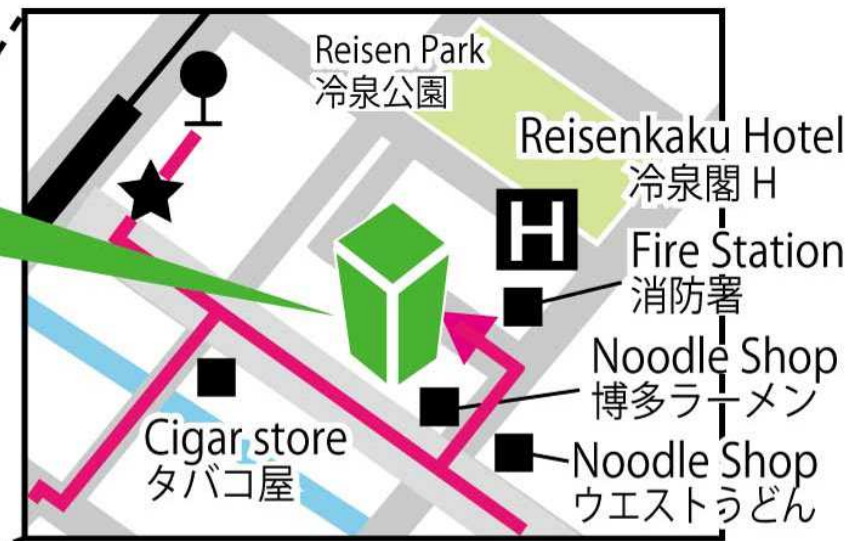 Reisen Park
冷泉公園
Reisenkaku Hotel
冷泉閣 H
H
Fire Station
消防署
Noodle Shop
博多ラーメン
Cigar store
タバコ屋
Noodle Shop
ウエストうどん